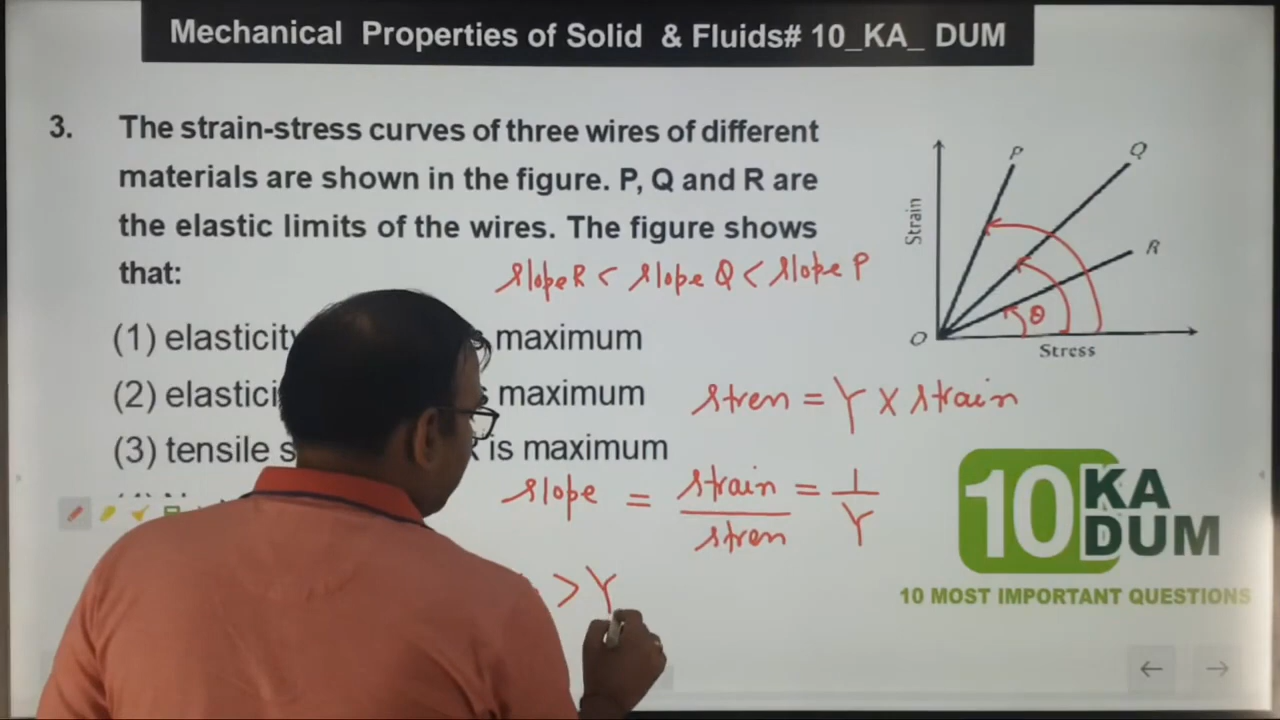 Mechanical Properties of Solid & Fluids# 10_KA_ DUM
3. The strain-stress curves of three wires of different
materials are shown in the figure. P, Q and R are
the elastic limits of the wires. The figure shows
that:
slope R < slope Q < slope P
(1) elasticity maximum
(2) maximum
(3) tensile R is maximum
P
Q
R
Strain
θ
O
Stress
stren = Y × strain
slope = strain/stren = 1/Y
> Y
10 KA DUM
10 MOST IMPORTANT QUESTIONS